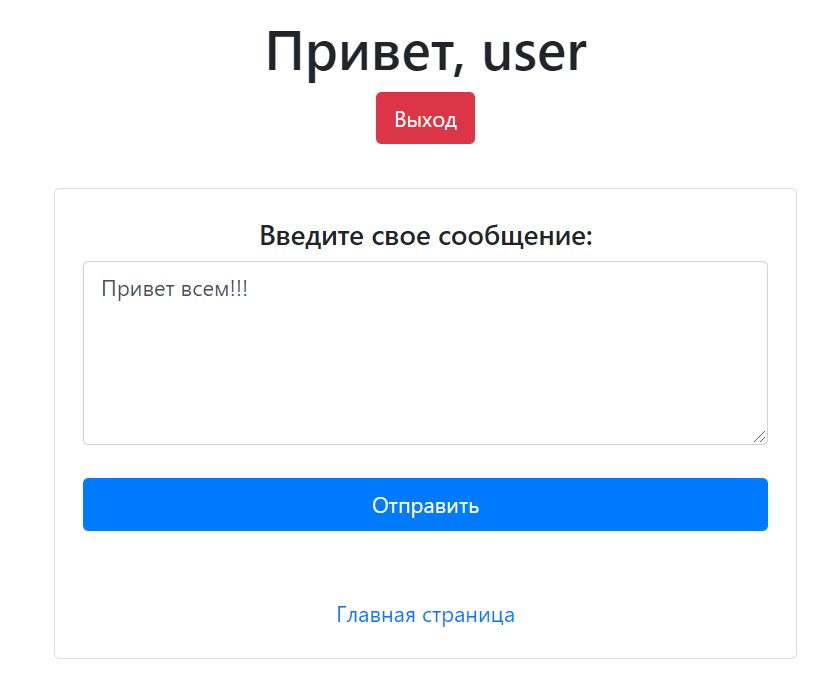 Привет, user
Выход
Введите свое сообщение:
Привет всем!!!
Отправить
Главная страница